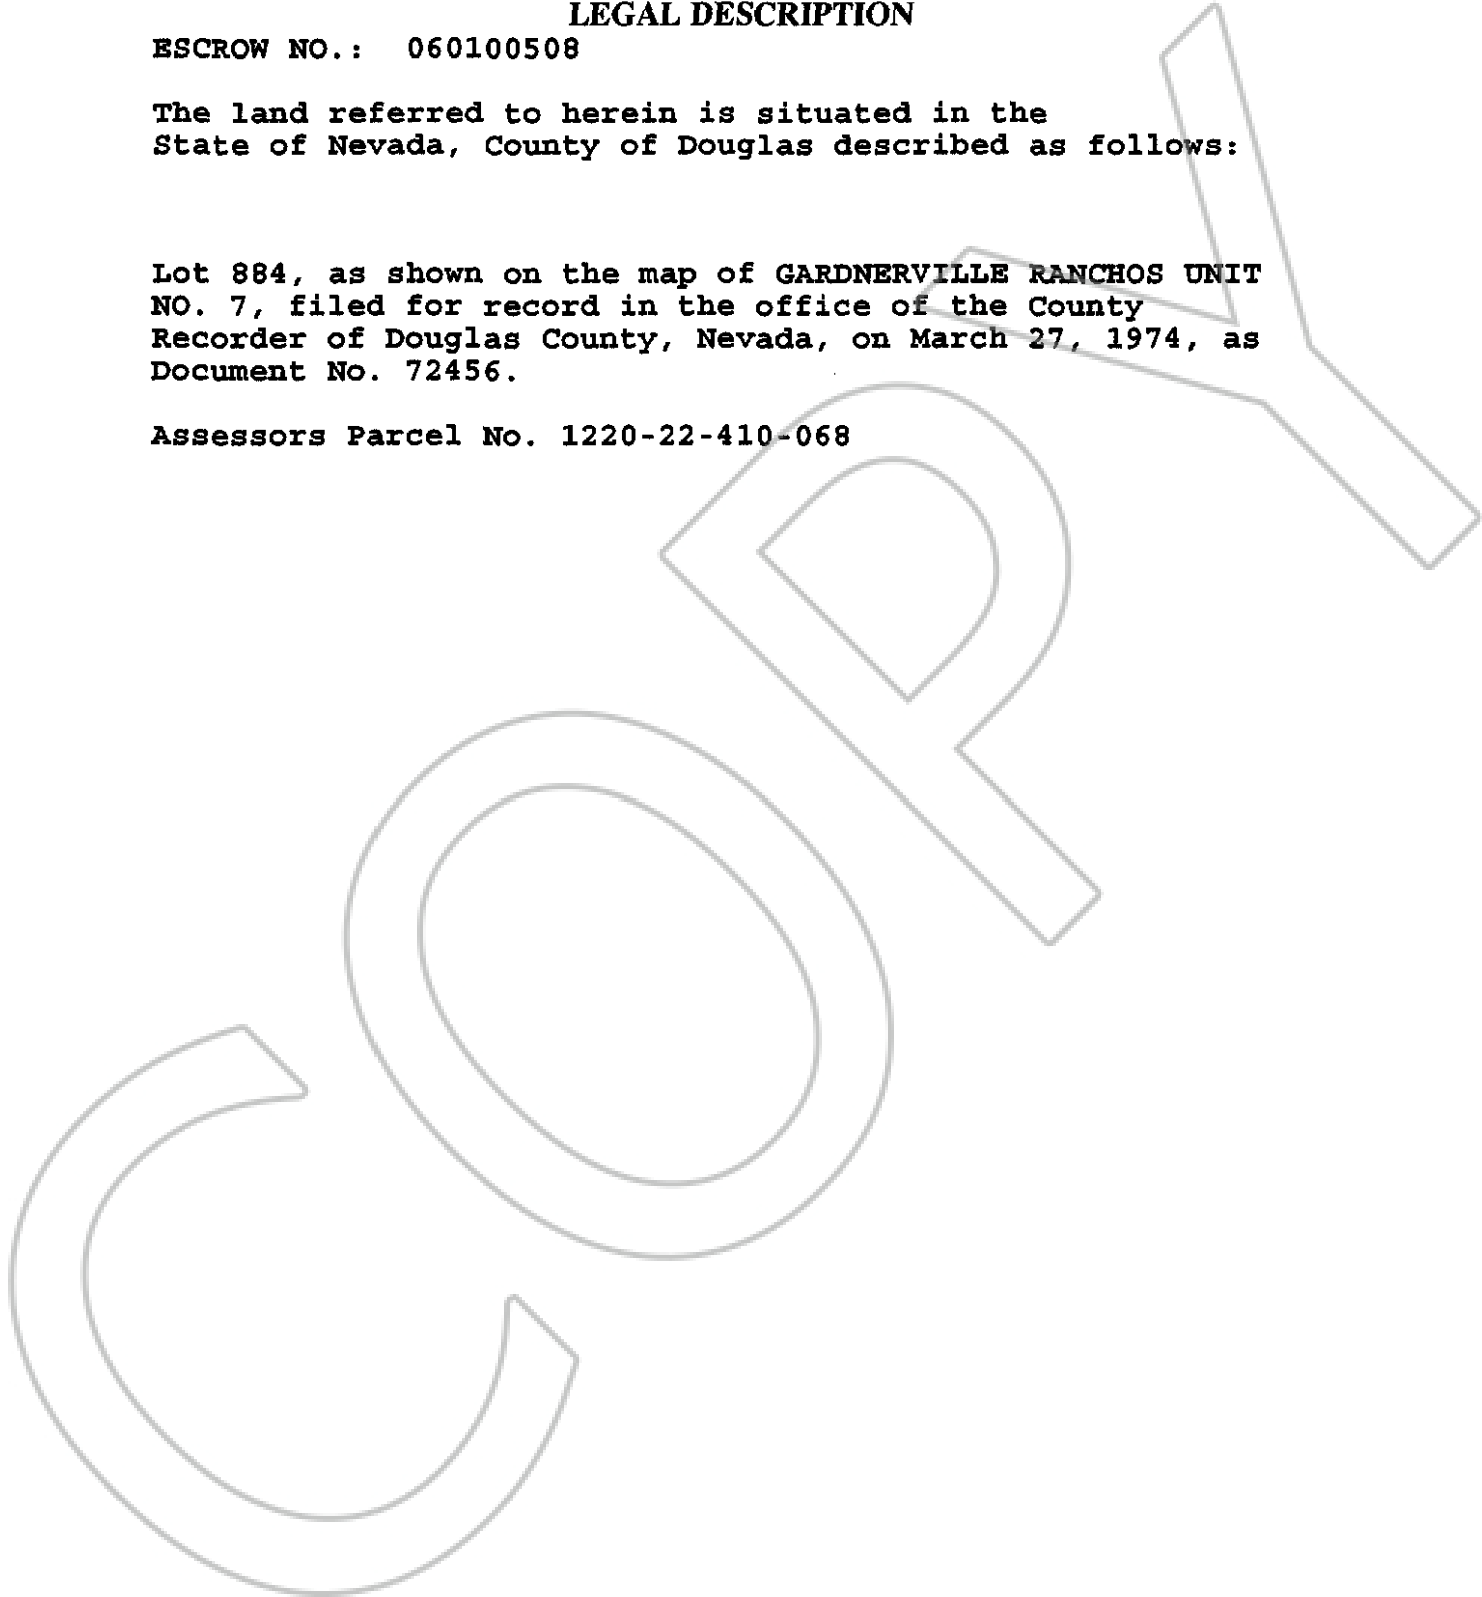 LEGAL DESCRIPTION
ESCROW NO.: 060100508
The land referred to herein is situated in the
State of Nevada, County of Douglas described as follows:
Lot 884, as shown on the map of GARDNERVILLE RANCHOS UNIT
NO. 7, filed for record in the office of the County
Recorder of Douglas County, Nevada, on March 27, 1974, as
Document No. 72456.
Assessors Parcel No. 1220-22-410-068
COPY